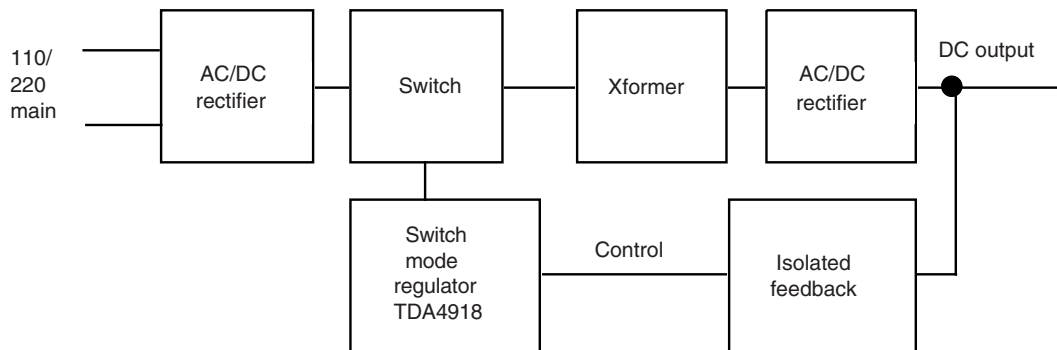 110/
220
main
AC/DC
rectifier
Switch
Xformer
AC/DC
rectifier
DC output
Switch
mode
regulator
TDA4918
Control
Isolated
feedback